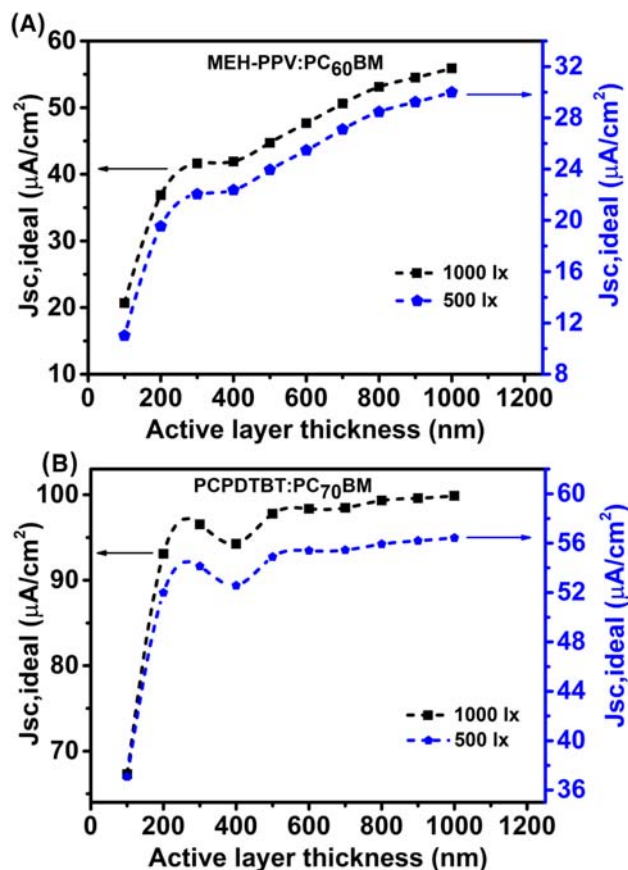 (A)
MEH-PPV:PC60BM
Jsc,ideal (μA/cm2)
60
50
40
30
20
10
32
28
24
20
16
12
8
Jsc,ideal (μA/cm2)
1000 lx
500 lx
0 200 400 600 800 1000 1200
Active layer thickness (nm)
(B)
PCPDTBT:PC70BM
Jsc,ideal (μA/cm2)
100
90
80
70
60
56
52
48
44
40
36
Jsc,ideal (μA/cm2)
1000 lx
500 lx
0 200 400 600 800 1000 1200
Active layer thickness (nm)